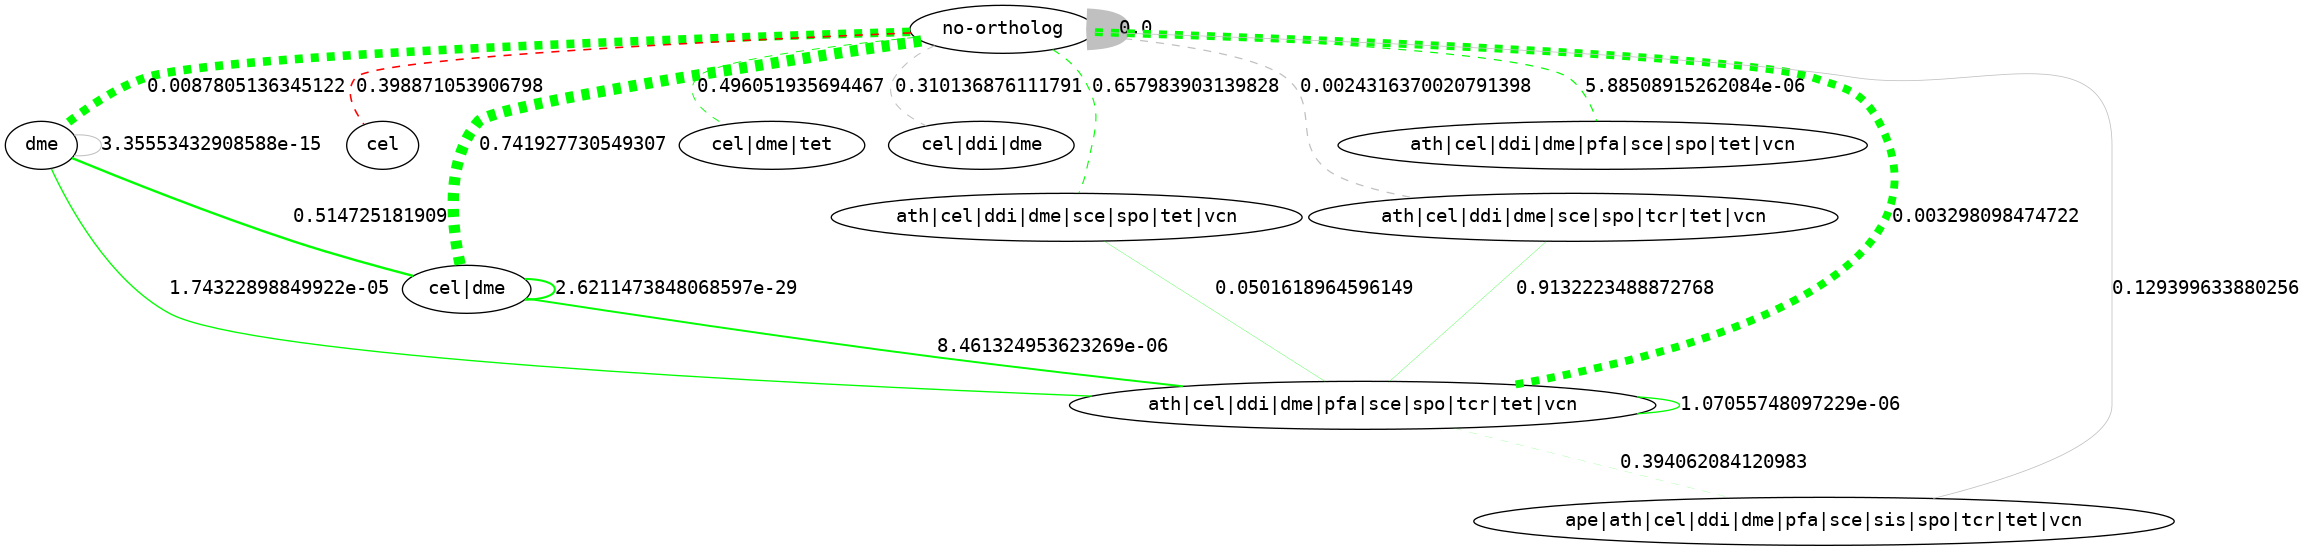 no-ortholog
0.0
0.0087805136345122
0.398871053906798
0.496051935694467
0.3101368761111791
0.657983903139828
0.00243163700207​91398
5.88508915262084e-06
dme
3.35553432908588e-15
cel
0.741927730549307
cel|dme|tet
cel|ddi|dme
ath|cel|ddi|dme|pfa|sce|spo|tet|vcn
0.514725181909
ath|cel|ddi|dme|sce|spo|tet|vcn
ath|cel|ddi|dme|sce|spo|tcr|tet|vcn
0.003298098474722
1.74322898849922e-05
cel|dme
2.6211473848068597e-29
0.0501618964596149
0.9132223488872768
0.129399633880256
8.461324953623269e-06
ath|cel|ddi|dme|pfa|sce|spo|tcr|tet|vcn
1.07055748097229e-06
0.394062084120983
ape|ath|cel|ddi|dme|pfa|sce|sis|spo|tcr|tet|vcn